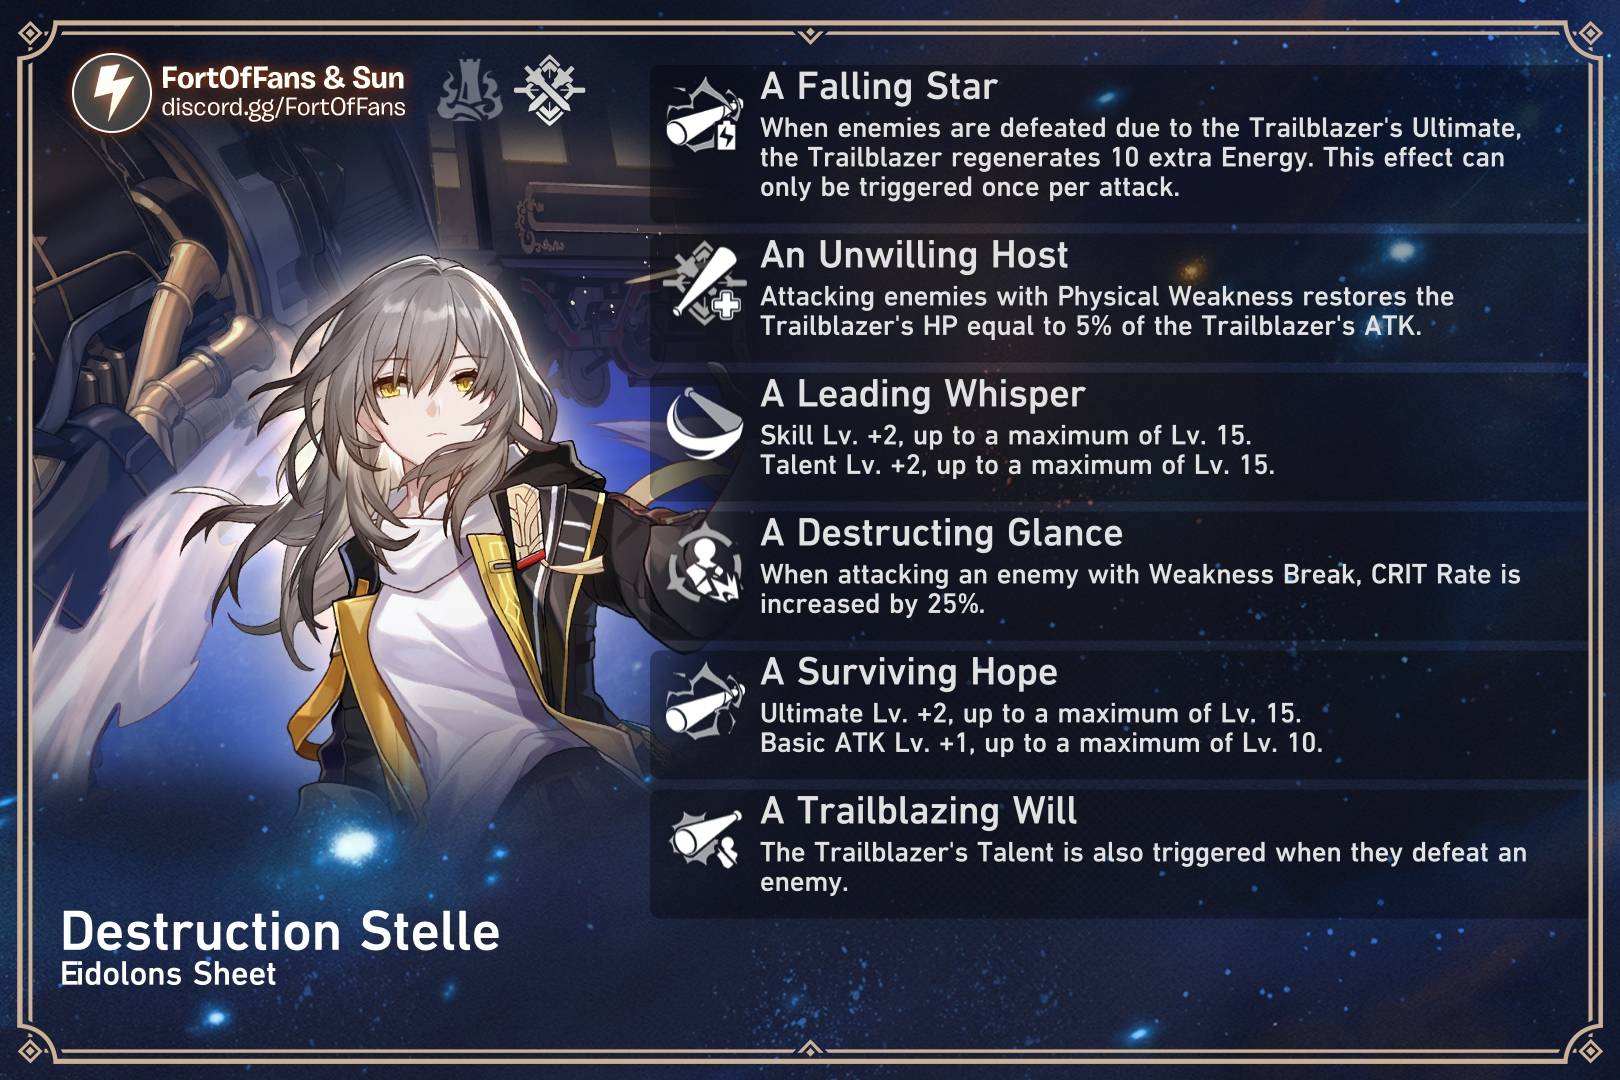 FortOfFans & Sun
discord.gg/FortOfFans
A Falling Star
When enemies are defeated due to the Trailblazer's Ultimate,
the Trailblazer regenerates 10 extra Energy. This effect can
only be triggered once per attack.
An Unwilling Host
Attacking enemies with Physical Weakness restores the
Trailblazer's HP equal to 5% of the Trailblazer's ATK.
A Leading Whisper
Skill Lv. +2, up to a maximum of Lv. 15.
Talent Lv. +2, up to a maximum of Lv. 15.
A Destructing Glance
When attacking an enemy with Weakness Break, CRIT Rate is
increased by 25%.
A Surviving Hope
Ultimate Lv. +2, up to a maximum of Lv. 15.
Basic ATK Lv. +1, up to a maximum of Lv. 10.
A Trailblazing Will
The Trailblazer's Talent is also triggered when they defeat an
enemy.
Destruction Stelle
Eidolons Sheet